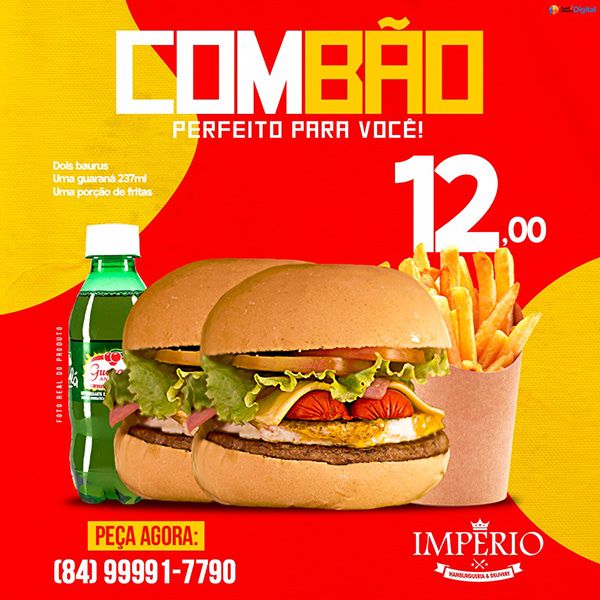 Digital
COMBÃO
PERFEITO PARA VOCÊ!
Dois baurus
Uma guaraná 237ml
Uma porção de fritas
12,00
FOTO REAL DO PRODUTO
PEÇA AGORA:
(84) 99991-7790
IMPÉRIO
HAMBURGUERIA & DELIVERY